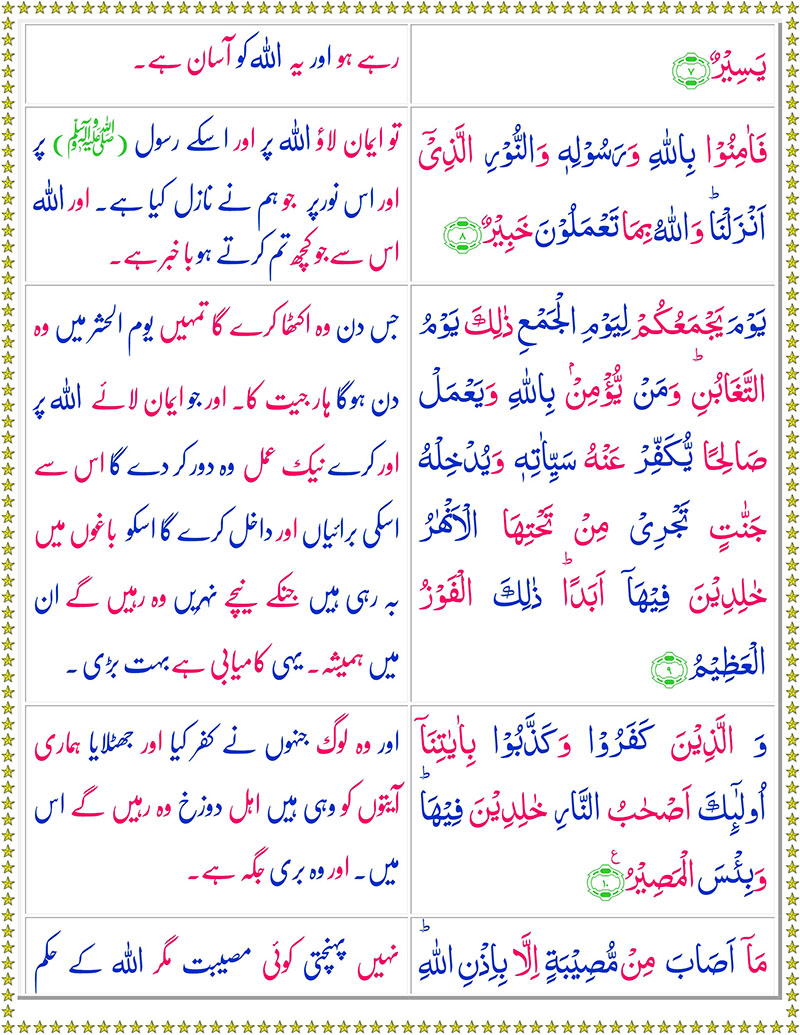 يَسِيْرٌ ﴿۷﴾
رہے ہو اور یہ اللہ کو آسان ہے۔
فَاٰمِنُوْا بِاللّٰهِ وَرَسُوْلِهٖ وَالنُّوْرِ الَّذِىْۤ
اَنْزَلْنَاؕ وَاللّٰهُ بِمَا تَعْمَلُوْنَ خَبِيْرٌ ﴿۸﴾
تو ایمان لاؤ اللہ پر اور اسکے رسول (ﷺ) پر
اور اس نورپر جو ہم نے نازل کیا ہے۔ اور اللہ
اس سے جو کچھ تم کرتے ہو با خبر ہے۔
يَوْمَ يَجْمَعُكُمْ لِيَوْمِ الْجَمْعِ ذٰلِكَ يَوْمُ
التَّغَابُنِؕ وَمَنْ يُّؤْمِنْۢ بِاللّٰهِ وَيَعْمَلْ
صَالِحًا يُّكَفِّرْ عَنْهُ سَيِّاٰتِهٖ وَيُدْخِلْهُ
جَنّٰتٍ تَجْرِىْ مِنْ تَحْتِهَا الْاَنْهٰرُ
خٰلِدِيْنَ فِيْهَاۤ اَبَدًاؕ ذٰلِكَ الْفَوْزُ
الْعَظِيْمُ ﴿۹﴾
جس دن وہ اکٹھا کرے گا تمہیں یوم الحشر میں وہ
دن ہوگا ہار جیت کا۔ اور جو ایمان لائے اللہ پر
اور کرے نیک عمل وہ دور کر دے گا اس سے
اسکی برائیاں اور داخل کرے گا اسکو باغوں میں
بہ رہی ہیں جنکے نیچے نہریں وہ رہیں گے ان
میں ہمیشہ۔ یہی کامیابی ہے بہت بڑی ۔
وَ الَّذِيْنَ كَفَرُوْا وَكَذَّبُوْا بِاٰيٰتِنَاۤ
اُولٰٓئِكَ اَصْحٰبُ النَّارِ خٰلِدِيْنَ فِيْهَاؕ
وَبِئْسَ الْمَصِيْرُ ﴿۱۰﴾ ع
اور وہ لوگ جنہوں نے کفر کیا اور جھٹلایا ہماری
آیتوں کو وہی ہیں اہل دوزخ وہ رہیں گے اس
میں۔ اور وہ بری جگہ ہے۔
مَاۤ اَصَابَ مِنْ مُّصِيْبَةٍ اِلَّا بِاِذْنِ اللّٰهِؕ
نہیں پہنچتی کوئی مصیبت مگر اللہ کے حکم